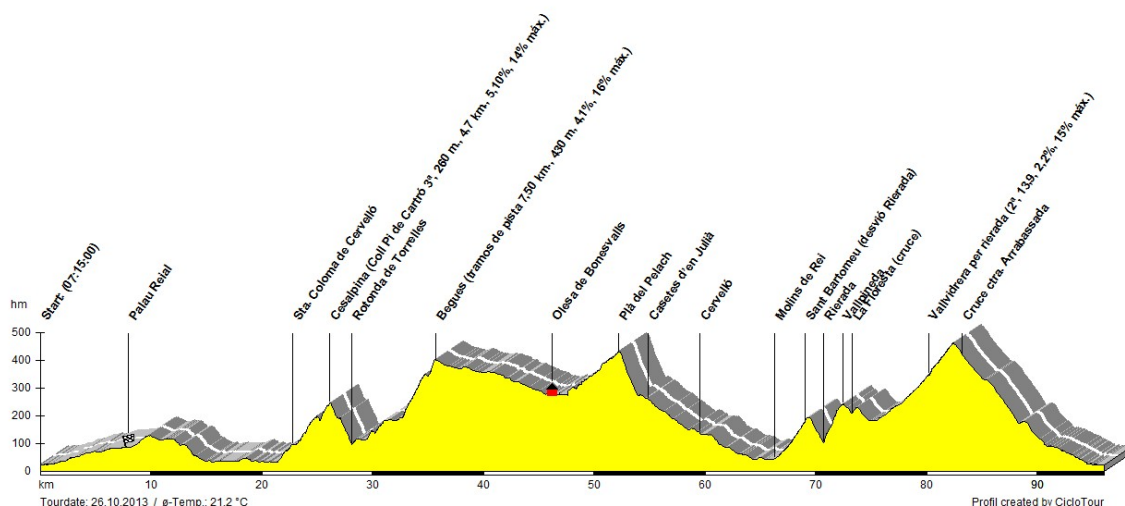 Start: (07:15:00)
Palau Reial
Sta. Coloma de Cervelló
Cesalpina (Coll Pi de Cartró 3ª, 260 m., 4,7 km., 5,10%, 14% máx.)
Rotonda de Torrelles
Begues (tramos de pista 7,50 km., 430 m, 4,1%, 16% máx.)
Olesa de Bonesvalls
Plà del Pelach
Casetes d'en Julià
Cervelló
Molins de Rei
Sant Bartomeu (desvió Rierada)
Rierada
Vallpineda
La Floresta (cruce)
Vallvidrera per rierada (2ª, 13,9, 2,2%, 15% máx.)
Cruce ctra. Arrabassada
hm
500
400
300
200
100
0
km 10 20 30 40 50 60 70 80 90
Tourdate: 26.10.2013 / ø-Temp.: 21.2 °C
Profil created by CicloTour